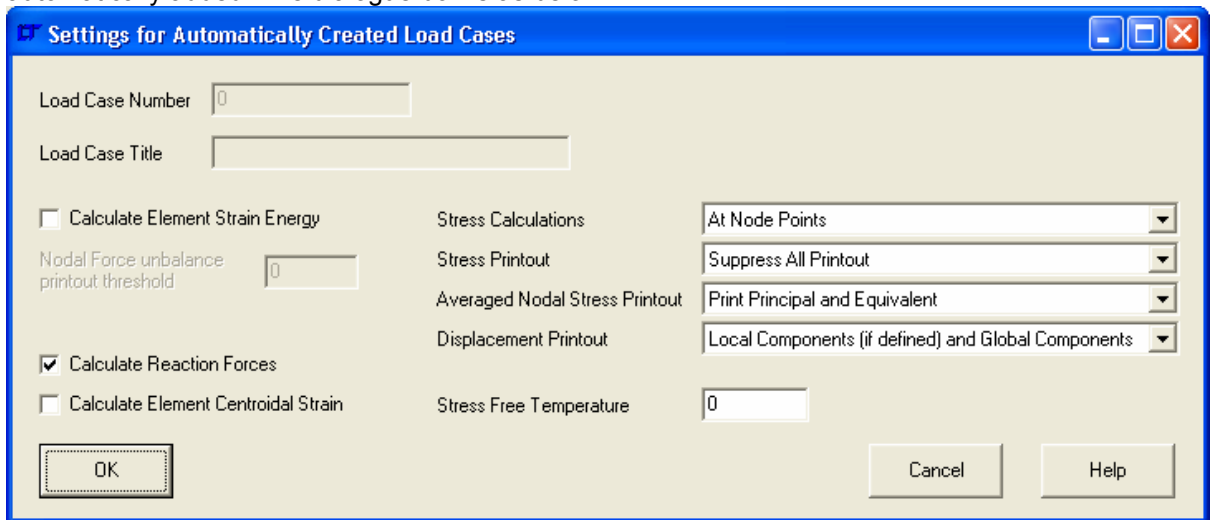 Settings for Automatically Created Load Cases
Load Case Number 0
Load Case Title
Calculate Element Strain Energy
Stress Calculations At Node Points
Nodal Force unbalance
printout threshold 0
Stress Printout Suppress All Printout
Averaged Nodal Stress Printout Print Principal and Equivalent
Displacement Printout Local Components (if defined) and Global Components
Calculate Reaction Forces
Calculate Element Centroidal Strain
Stress Free Temperature 0
OK Cancel Help